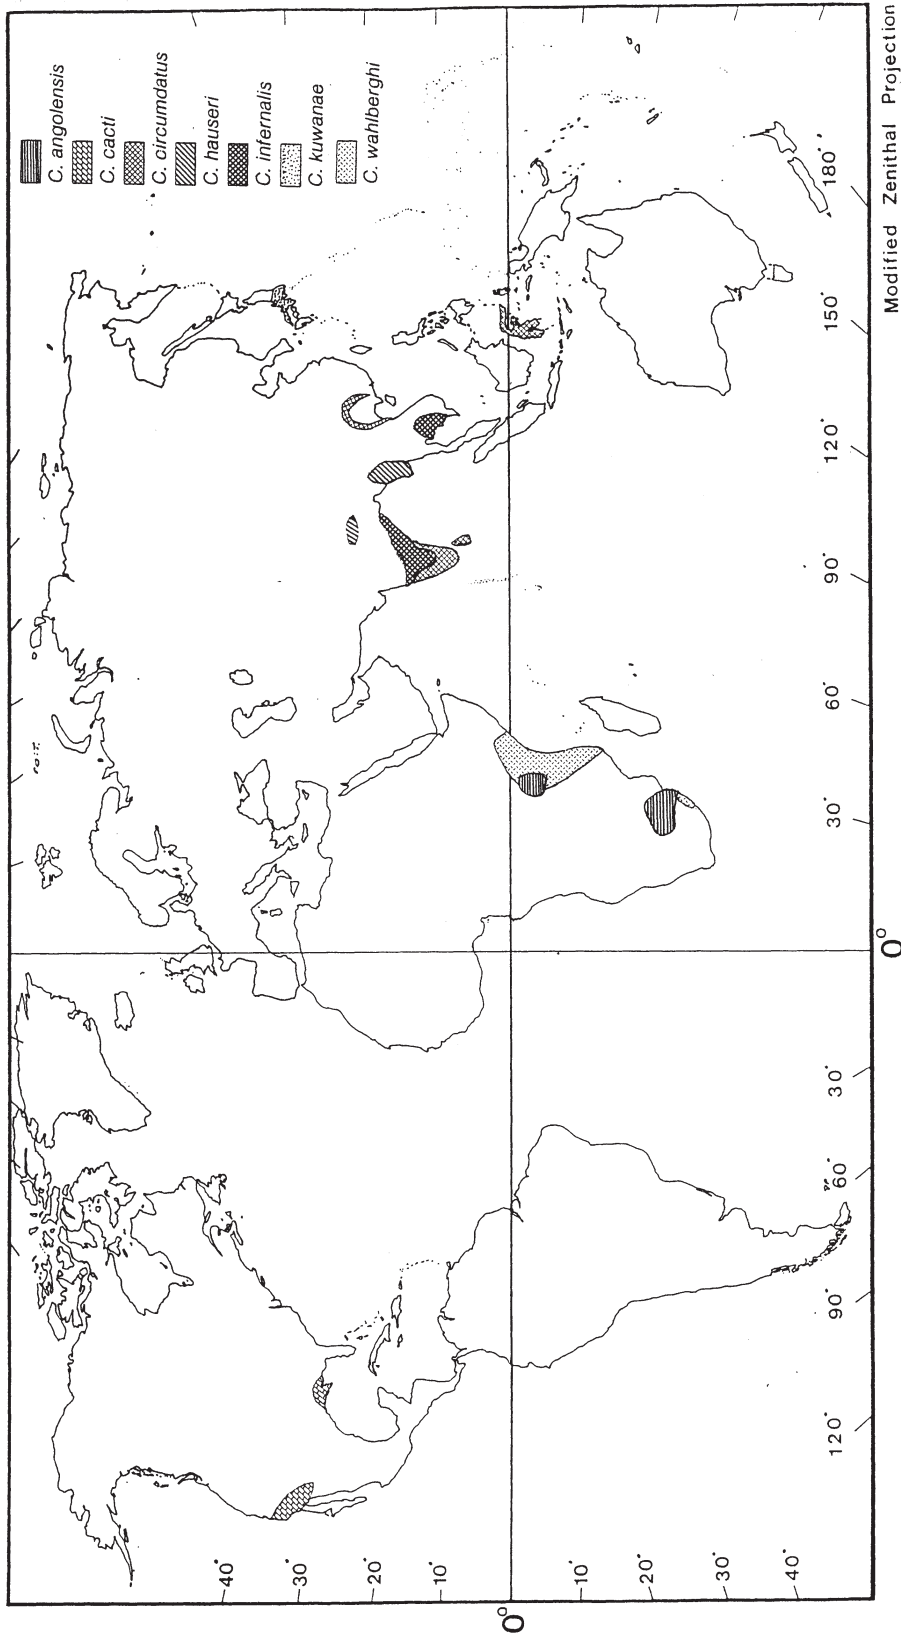 C. angolensis
C. cacti
C. circumdatus
C. hauseri
C. infernalis
C. kuwanae
C. wahlberghi
40°
30°
20°
10°
0°
10°
20°
30°
40°
120°
90°
60°
30°
0°
30°
60°
90°
120°
150°
180°
Modified Zenithal Projection